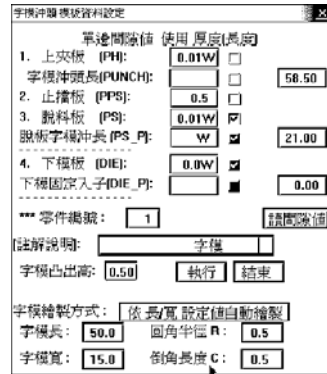 字模沖頭模板資料設定
單邊間隙值 使用 厚度(長度)
1. 上夾板 (PH): 0.01W
字模沖頭長(PUNCH): 58.50
2. 止擋板 (PPS): 0.5
3. 脫料板 (PS): 0.01W
脫板字模沖長(PS_P): W 21.00
4. 下模板 (DIE): 0.0W
下模固定入子(DIE_P): 0.00
*** 零件編號: 1 讀間隙值
[註解說明]: 字模
字模凸出高: 0.50 執行 結束
字模繪製方式: 依 長/寬 設定值自動繪製
字模長: 50.0 圓角半徑 R: 0.5
字模寬: 15.0 倒角長度 C: 0.5